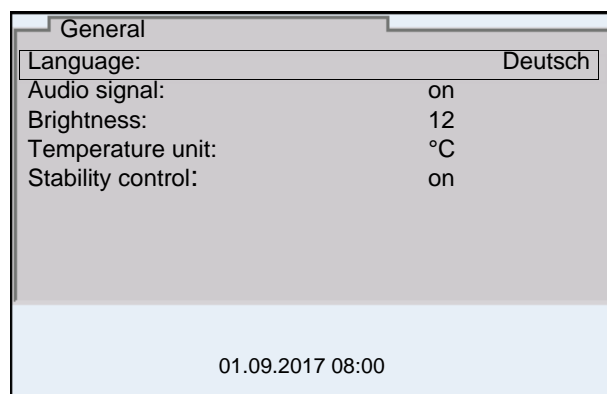 General
Language: Deutsch
Audio signal: on
Brightness: 12
Temperature unit: °C
Stability control: on
01.09.2017 08:00